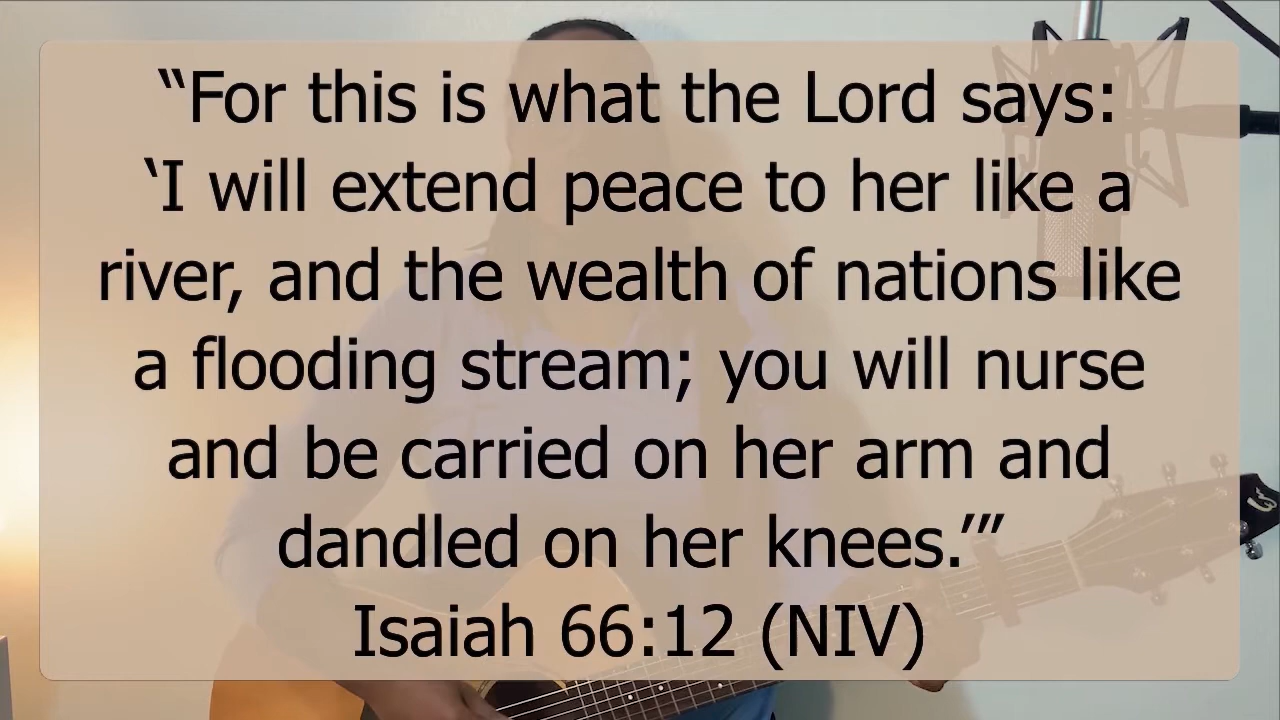 “For this is what the Lord says:
‘I will extend peace to her like a
river, and the wealth of nations like
a flooding stream; you will nurse
and be carried on her arm and
dandled on her knees.’”
Isaiah 66:12 (NIV)